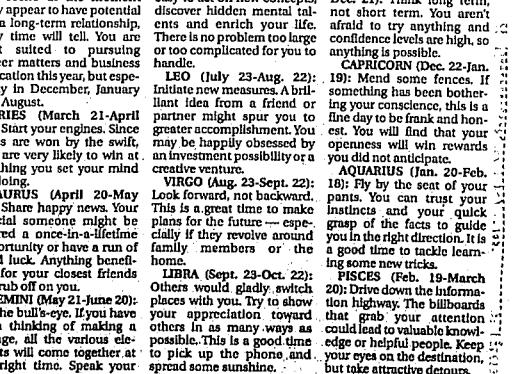 appear to have potential
long-term relationship,
time will tell. You are
suited to pursuing
matters and business
this year, but espe-
in December, January
August.
(March 21-April
Start your engines. Since
are won by the swift,
are very likely to win at
you set your mind
(April 20-May
Share happy news. Your
someone might be
a once-in-a-lifetime
or have a run of
luck. Anything benefi-
for your closest friends
rub off on you.
(May 21-June 20):
bull's-eye. If you have
thinking of making a
all the various ele-
will come together at
right time. Speak your
discover hidden mental tal-
ents and enrich your life.
There is no problem too large
or too complicated for you to
handle.
LEO (July 23-Aug. 22):
Initiate new measures. A bril-
liant idea from a friend or
partner might spur you to
greater accomplishment. You
may be happily obsessed by
an investment possibility or a
creative venture.
VIRGO (Aug. 23-Sept. 22):
Look forward, not backward.
This is a great time to make
plans for the future — espe-
cially if they revolve around
family members or the
home.
LIBRA (Sept. 23-Oct. 22):
Others would gladly switch
places with you. Try to show
your appreciation toward
others in as many ways as
possible. This is a good time
to pick up the phone and
spread some sunshine.
not short term. You aren't
afraid to try anything and
confidence levels are high, so
anything is possible.
CAPRICORN (Dec. 22-Jan.
19): Mend some fences. If
something has been bother-
ing your conscience, this is a
fine day to be frank and hon-
est. You will find that your
openness will win rewards
you did not anticipate.
AQUARIUS (Jan. 20-Feb.
18): Fly by the seat of your
pants. You can trust your
instincts and your quick
grasp of the facts to guide
you in the right direction. It is
a good time to tackle learn-
ing some new tricks.
PISCES (Feb. 19-March
20): Drive down the informa-
tion highway. The billboards
that grab your attention
could lead to valuable knowl-
edge or helpful people. Keep
your eyes on the destination,
but take attractive detours.